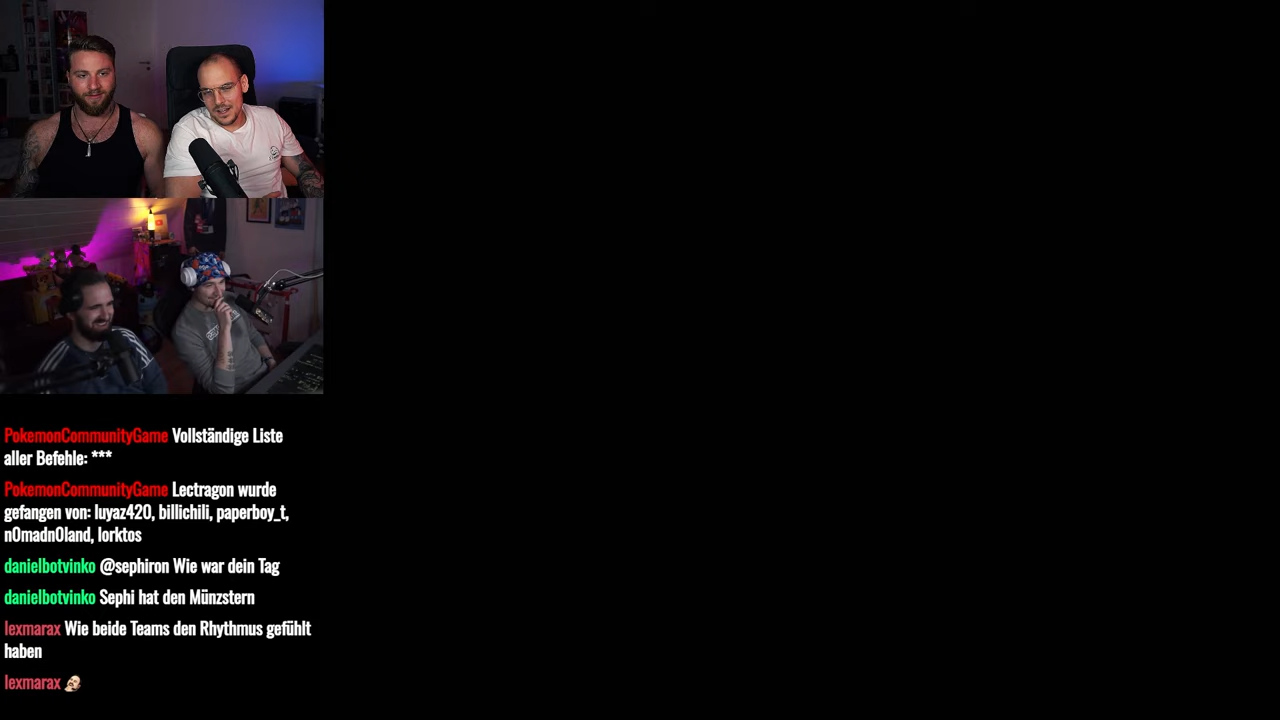 PokemonCommunityGame Vollständige Liste
aller Befehle: ***
PokemonCommunityGame Lectragon wurde
gefangen von: luyaz420, billichili, paperboy_t,
n0madn0land, lorktos
danielbotvinko @sephiron Wie war dein Tag
danielbotvinko Sephi hat den Münzstern
lexmarax Wie beide Teams den Rhythmus gefühlt
haben
lexmarax